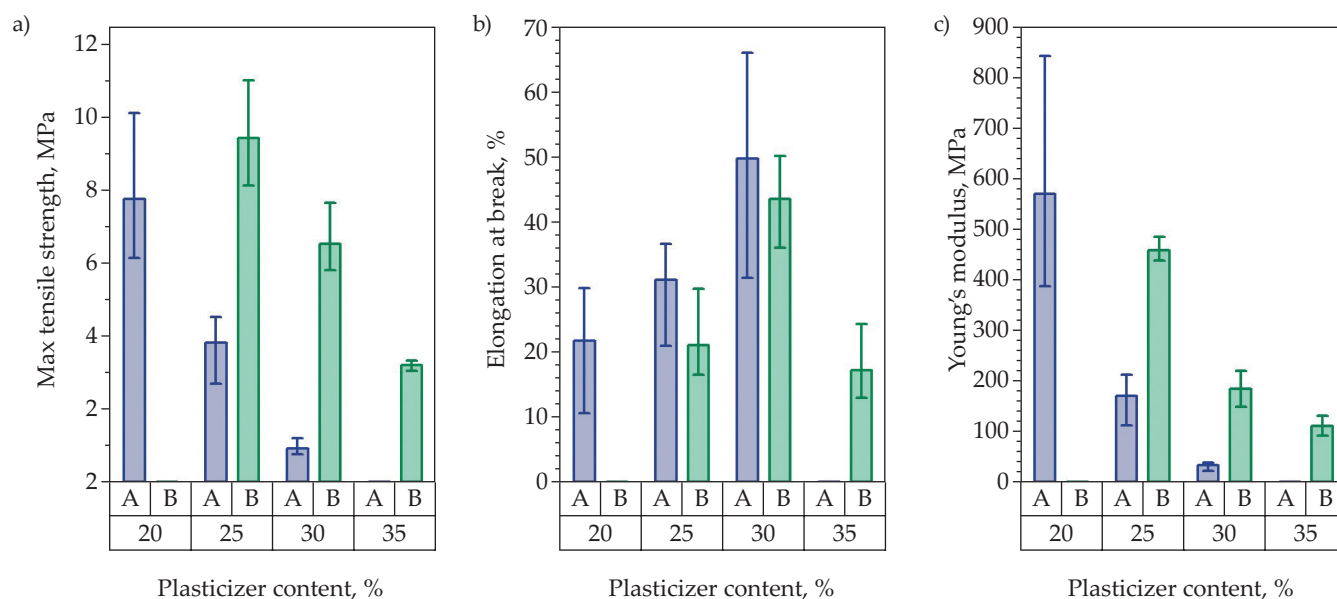 a)
Max tensile strength, MPa
12
10
8
6
4
2
2
A B A B A B A B
20 25 30 35
Plasticizer content, %
b)
Elongation at break, %
70
60
50
40
30
20
10
0
A B A B A B A B
20 25 30 35
Plasticizer content, %
c)
Young's modulus, MPa
900
800
700
600
500
400
300
200
100
0
A B A B A B A B
20 25 30 35
Plasticizer content, %